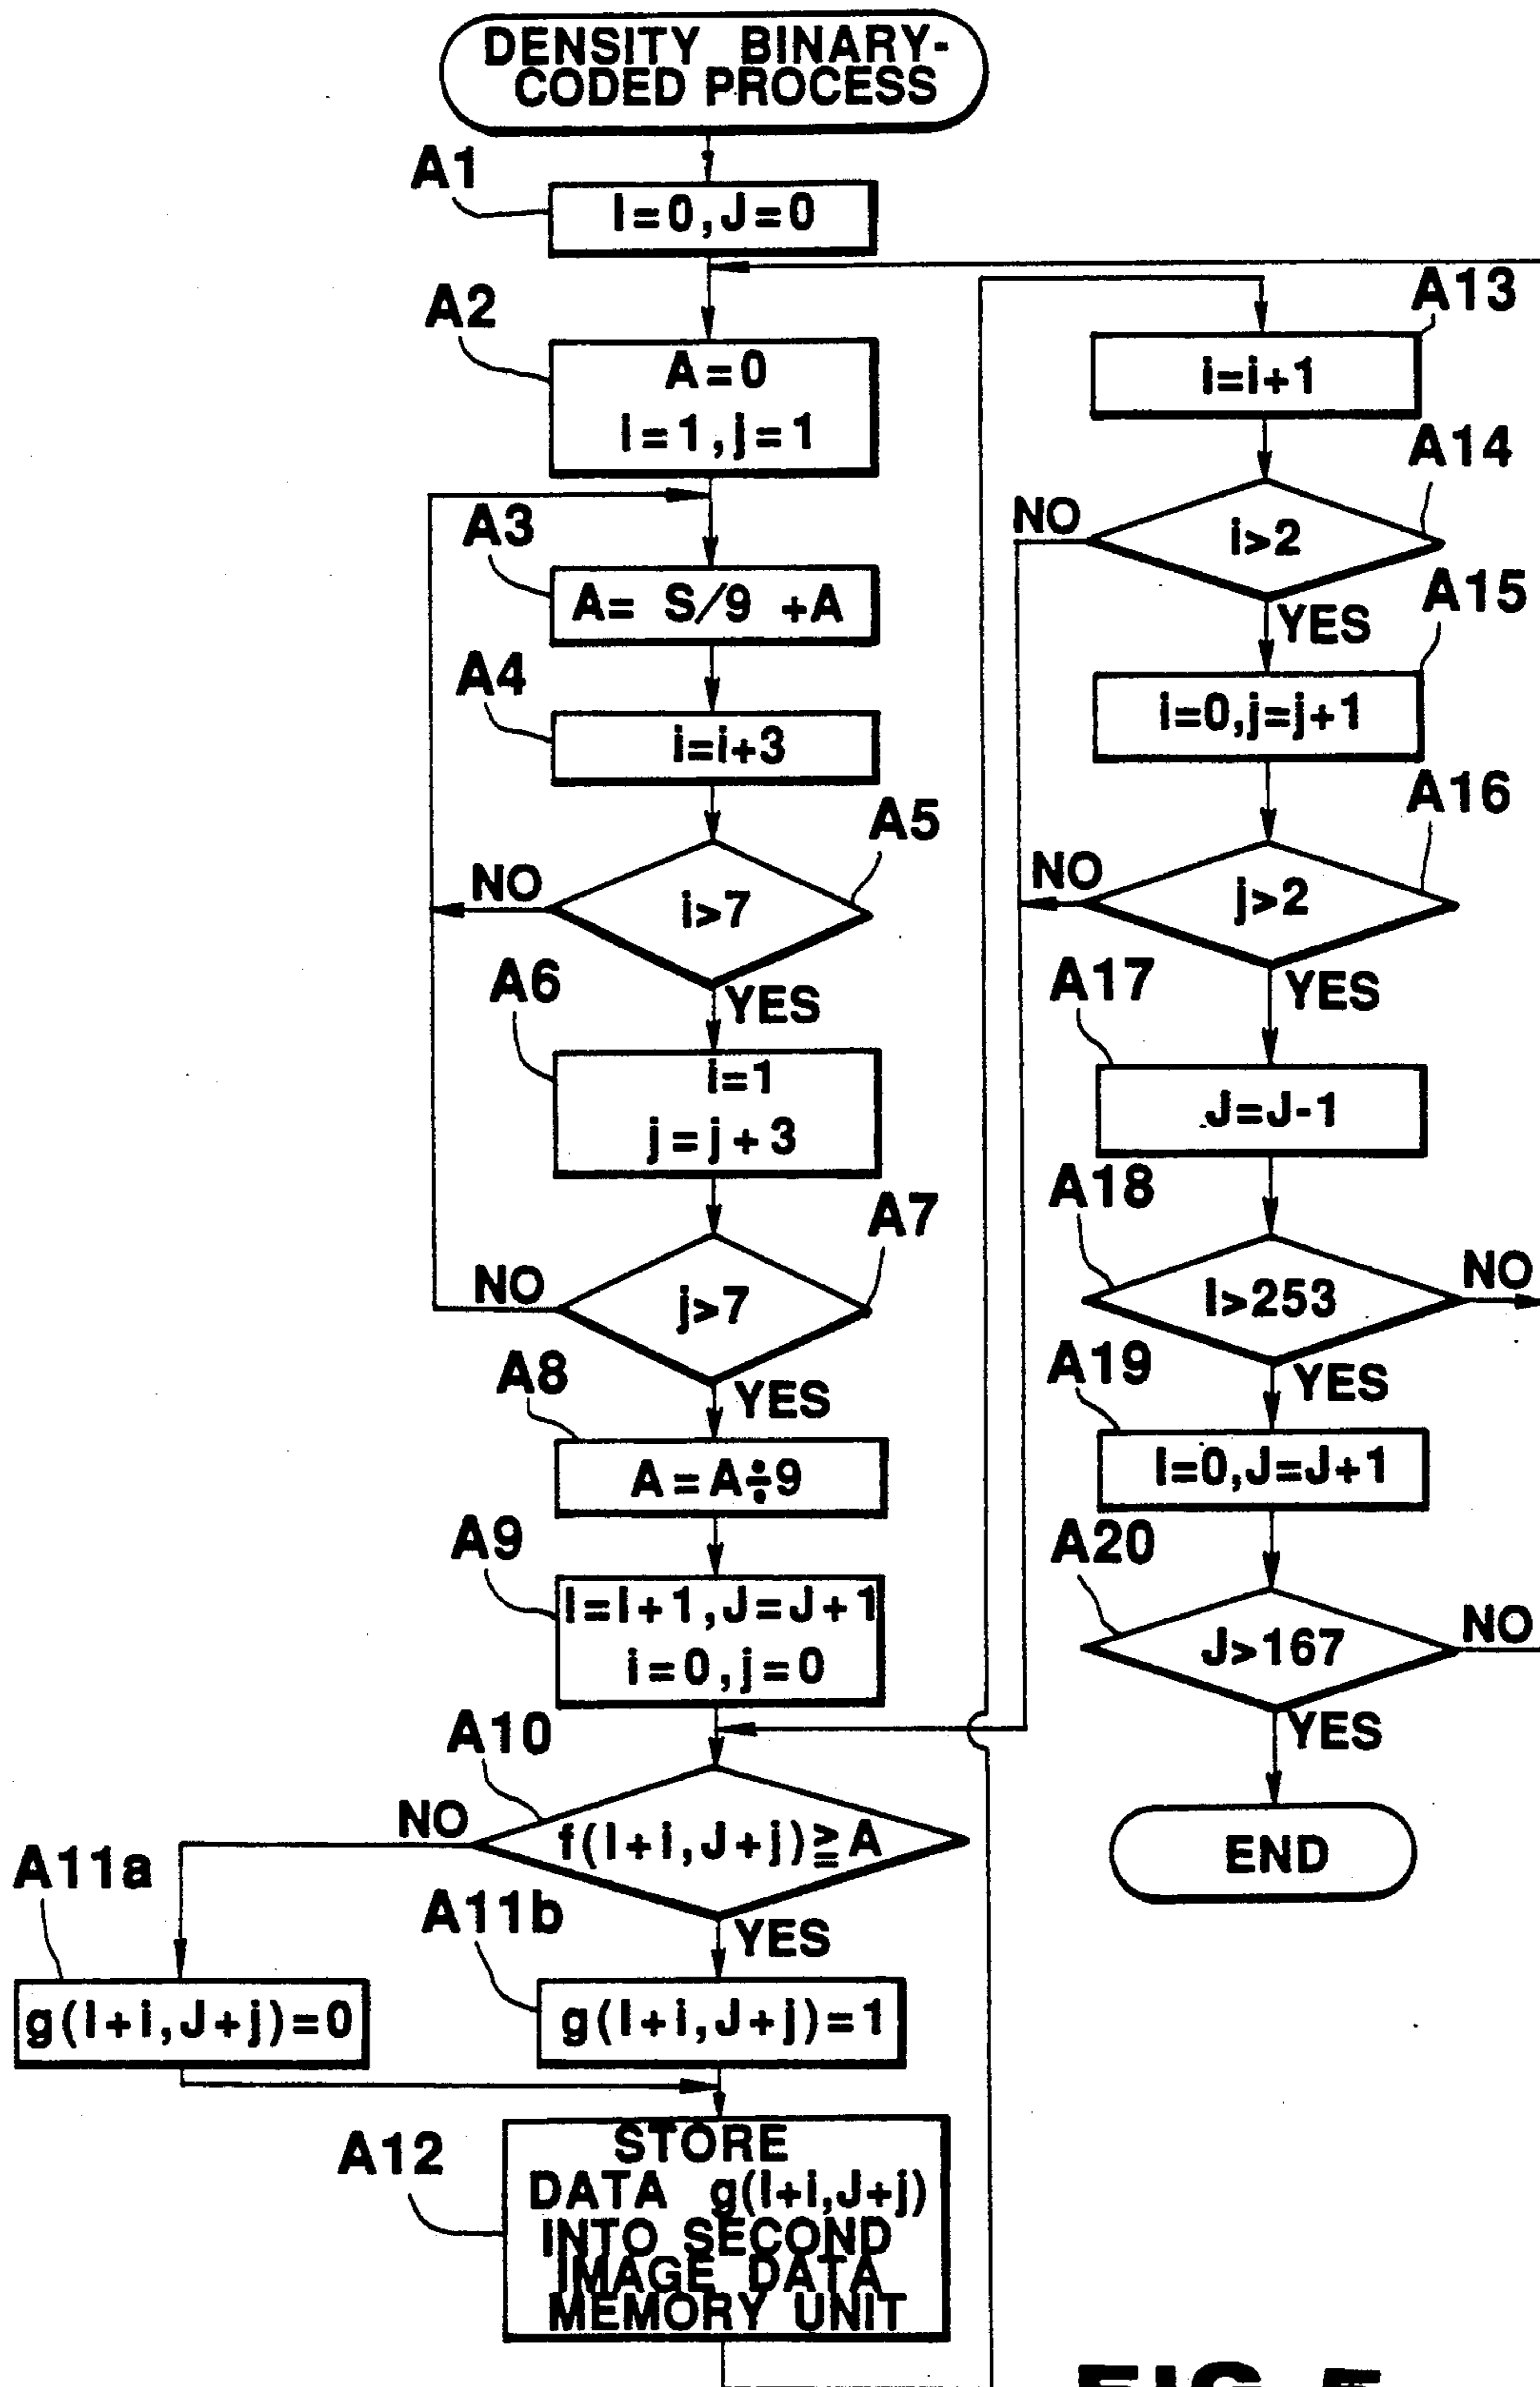 DENSITY BINARY-
CODED PROCESS
A1
I=0,J=0
A2
A=0
i=1,j=1
A3
A= S/9 +A
A4
i=i+3
A5
i>7
NO
YES
A6
i=1
j=j+3
A7
j>7
NO
YES
A8
A=A÷9
A9
I=I+1,J=J+1
i=0,j=0
A10
f(I+i,J+j)≧A
NO
YES
A11a
g(I+i,J+j)=0
A11b
g(I+i,J+j)=1
A12
STORE
DATA g(I+i,J+j)
INTO SECOND
IMAGE DATA
MEMORY UNIT
A13
i=i+1
A14
i>2
NO
YES
A15
i=0,j=j+1
A16
j>2
NO
YES
A17
J=J-1
A18
I>253
NO
YES
A19
I=0,J=J+1
A20
J>167
NO
YES
END